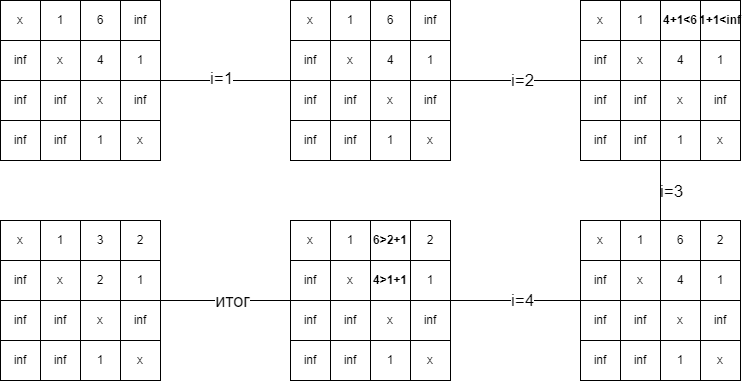 x 1 6 inf
inf x 4 1
inf inf x inf
inf inf 1 x
i=1
x 1 6 inf
inf x 4 1
inf inf x inf
inf inf 1 x
i=2
x 1 4+1<6 1+1<inf
inf x 4 1
inf inf x inf
inf inf 1 x
i=3
x 1 3 2
inf x 2 1
inf inf x inf
inf inf 1 x
итог
x 1 6>2+1 2
inf x 4>1+1 1
inf inf x inf
inf inf 1 x
i=4
x 1 6 2
inf x 4 1
inf inf x inf
inf inf 1 x